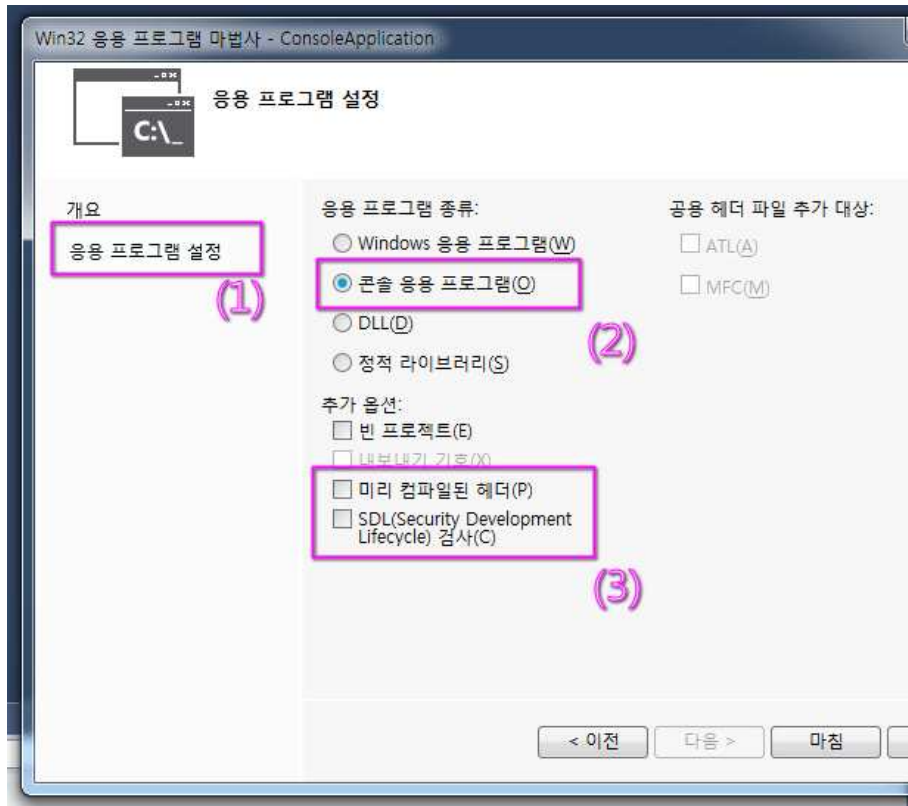 Win32 응용 프로그램 마법사 - ConsoleApplication
C:\_
응용 프로그램 설정
개요
응용 프로그램 설정
(1)
응용 프로그램 종류:
Windows 응용 프로그램(W)
콘솔 응용 프로그램(O)
(2)
DLL(D)
정적 라이브러리(S)
공용 헤더 파일 추가 대상:
ATL(A)
MFC(M)
추가 옵션:
빈 프로젝트(E)
내보내기 기호(X)
미리 컴파일된 헤더(P)
SDL(Security Development
Lifecycle) 검사(C)
(3)
< 이전
다음 >
마침